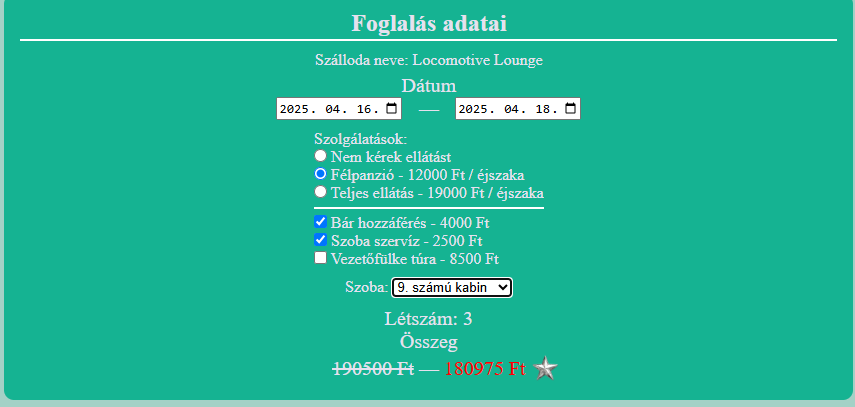 Foglalás adatai
Szálloda neve: Locomotive Lounge
Dátum
2025. 04. 16. — 2025. 04. 18.
Szolgálatások:
Nem kérek ellátást
Félpanzió - 12000 Ft / éjszaka
Teljes ellátás - 19000 Ft / éjszaka
Bár hozzáférés - 4000 Ft
Szoba szervíz - 2500 Ft
Vezetőfülke túra - 8500 Ft
Szoba: 9. számú kabin
Létszám: 3
Összeg
190500 Ft — 180975 Ft